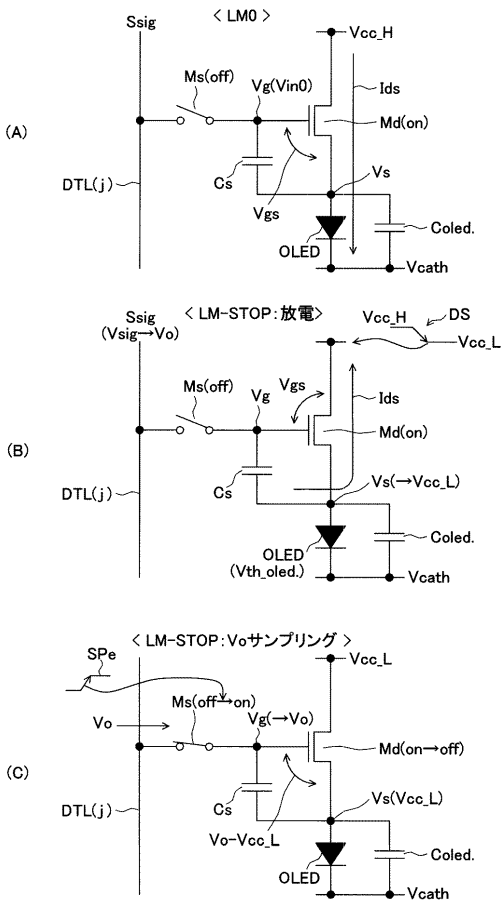 < LM0 >
Ssig
Vcc_H
Ms(off)
Vg(Vin0)
Ids
(A)
Md(on)
DTL(j)
Cs
Vgs
Vs
OLED
Coled.
Vcath
< LM-STOP:放電>
Ssig
(Vsig→Vo)
Vcc_H
DS
Vcc_L
Ms(off)
Vg
Vgs
Ids
(B)
Md(on)
DTL(j)
Cs
Vs(→Vcc_L)
OLED
(Vth_oled.)
Coled.
Vcath
< LM-STOP:Voサンプリング >
SPe
Vcc_L
Ms(off→on)
Vo
Vg(→Vo)
(C)
Md(on→off)
DTL(j)
Cs
Vs(Vcc_L)
Vo-Vcc_L
OLED
Coled.
Vcath